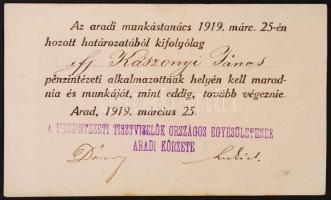 Az aradi munkástanács 1919. márc. 25-én
hozott határozatából kifolyólag
ifj Kászonyi János
pénzintézeti alkalmazottnak helyén kell marad-
nia és munkáját, mint eddig, tovább végeznie.
Arad, 1919. március 25.
A PÉNZINTÉZETI TISZTVISELŐK ORSZÁGOS EGYESÜLETÉNEK
ARADI KÖRZETE